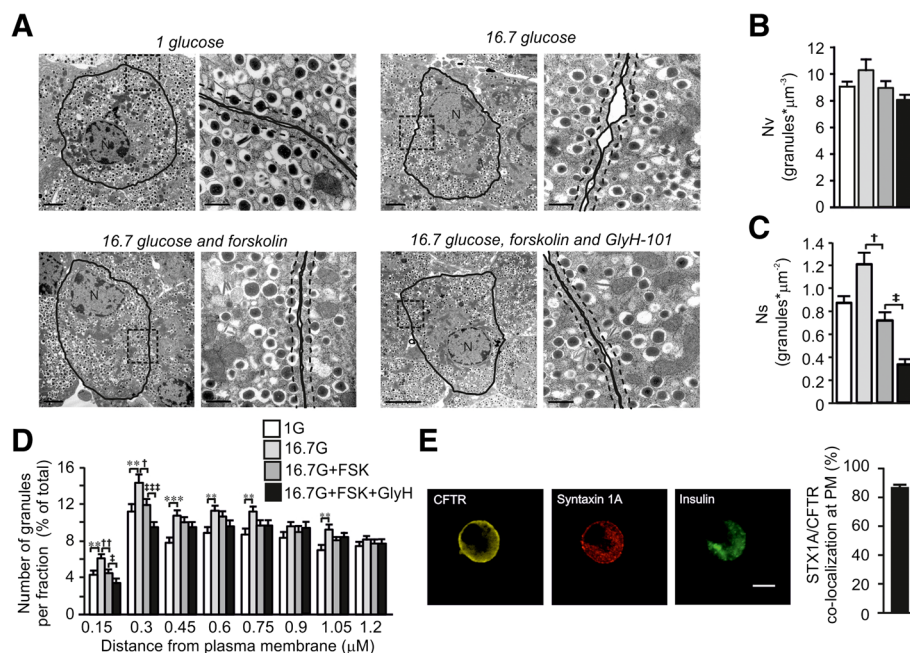 A
1 glucose
16.7 glucose
N
N
16.7 glucose and forskolin
16.7 glucose, forskolin and GlyH-101
N
N
B
12
10
8
6
4
2
0
Nv
(granules*μm-3)
C
1.4
1.2
1.0
0.8
0.6
0.4
0.2
0
Ns
(granules*μm-2)
†
‡
D
1G
16.7G
16.7G+FSK
16.7G+FSK+GlyH
16
12
8
4
0
Number of granules
per fraction (% of total)
** †† ‡
** † ‡‡‡
***
**
**
**
0.15 0.3 0.45 0.6 0.75 0.9 1.05 1.2
Distance from plasma membrane (μM)
E
CFTR
Syntaxin 1A
Insulin
100
80
60
40
20
0
STX1A/CFTR
co-localization at PM (%)